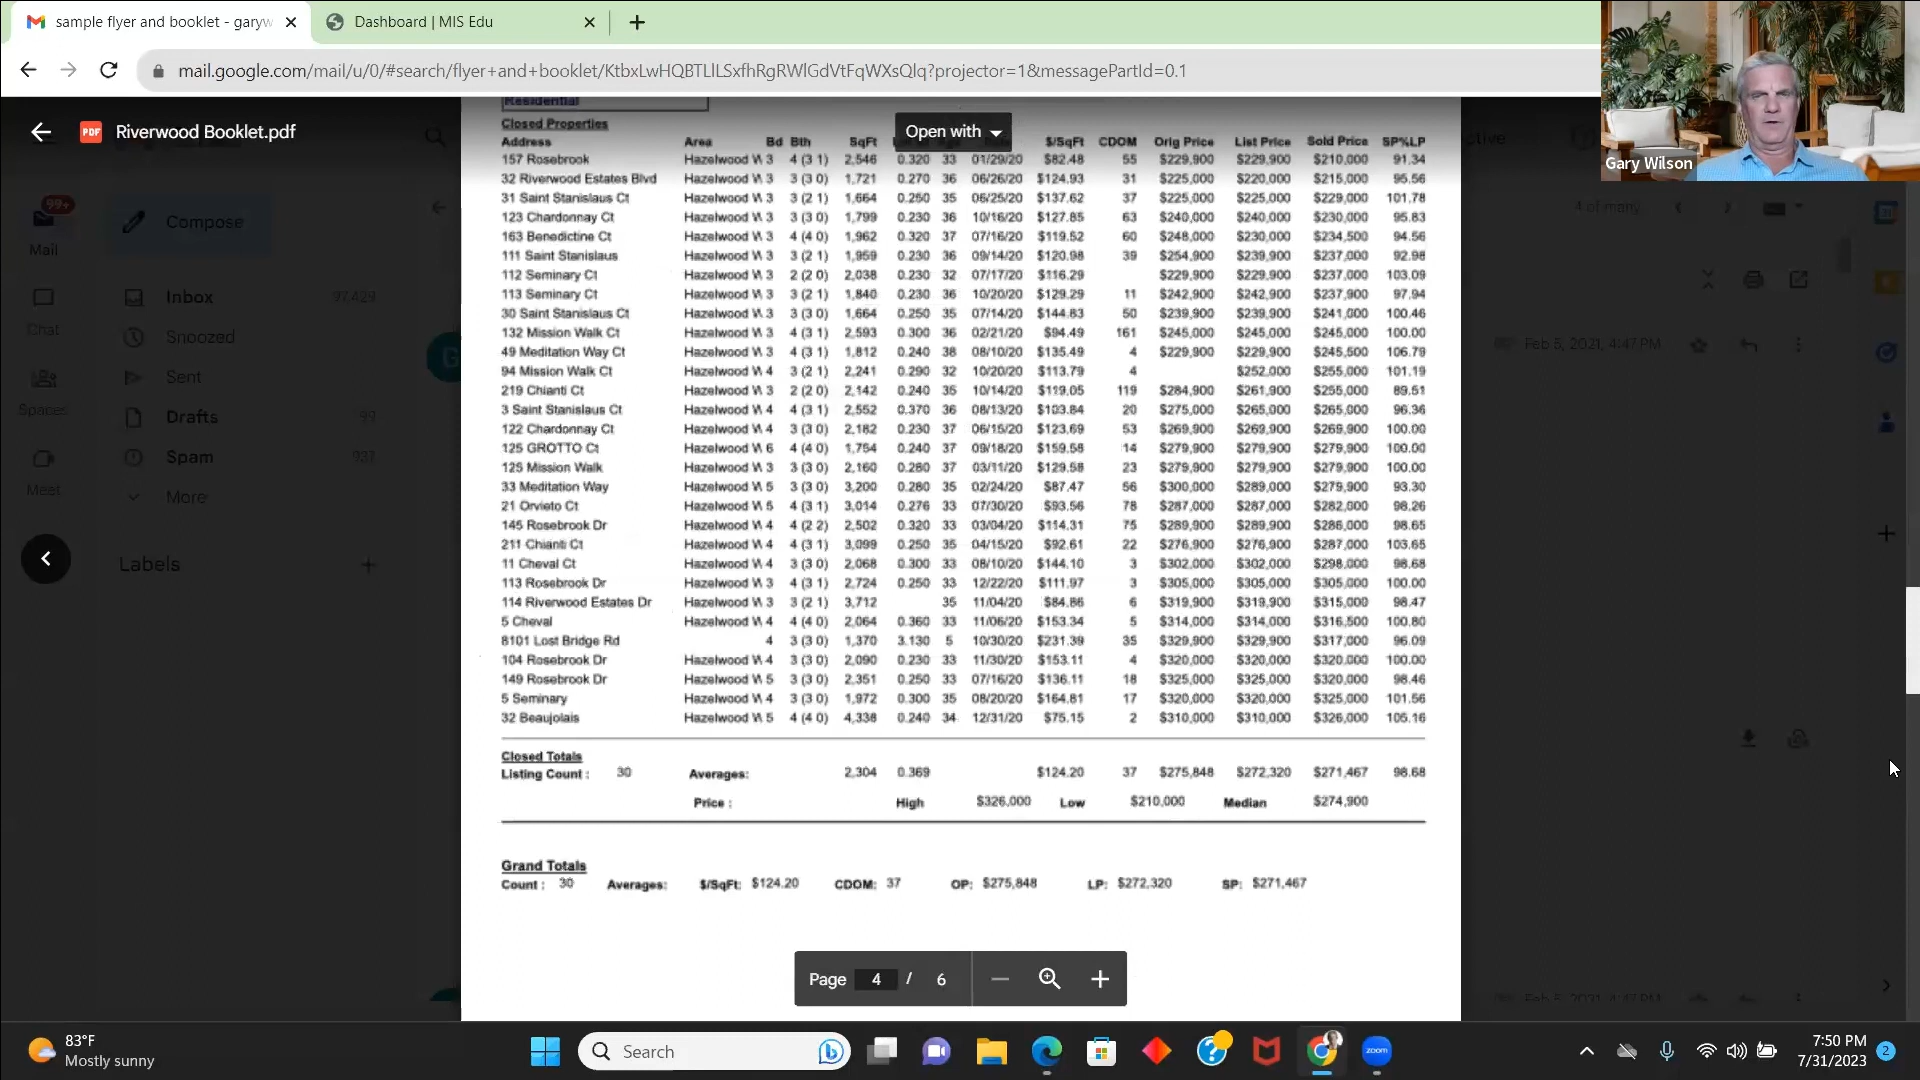 sample flyer and booklet - garyw
Dashboard | MIS Edu
mail.google.com/mail/u/0/#search/flyer+and+booklet/KtbxLwHQBTLlLSxfhRgRWlGdVtFqWXsQlq?projector=1&messagePartId=0.1
Gary Wilson
PDF Riverwood Booklet.pdf
Open with
Residential
Closed Properties
Address Area Bd Bth SqFt $/SqFt CDOM Orig Price List Price Sold Price SP%LP
157 Rosebrook Hazelwood W 3 4 (3 1) 2,546 0.320 33 01/29/20 $82.48 55 $229,900 $229,900 $210,000 91.34
32 Riverwood Estates Blvd Hazelwood W 3 3 (3 0) 1,721 0.270 36 06/26/20 $124.93 31 $225,000 $220,000 $215,000 95.56
31 Saint Stanislaus Ct Hazelwood W 3 3 (2 1) 1,664 0.250 35 06/25/20 $137.62 37 $225,000 $225,000 $229,000 101.78
123 Chardonnay Ct Hazelwood W 3 3 (3 0) 1,799 0.230 36 10/16/20 $127.85 63 $240,000 $240,000 $230,000 95.83
163 Benedictine Ct Hazelwood W 3 4 (4 0) 1,962 0.320 37 07/16/20 $119.52 60 $248,000 $230,000 $234,500 94.56
111 Saint Stanislaus Hazelwood W 3 3 (2 1) 1,959 0.230 36 09/14/20 $120.98 39 $254,900 $239,900 $237,000 92.98
112 Seminary Ct Hazelwood W 3 2 (2 0) 2,038 0.230 32 07/17/20 $116.29 $229,900 $229,900 $237,000 103.09
113 Seminary Ct Hazelwood W 3 3 (2 1) 1,840 0.230 36 10/20/20 $129.29 11 $242,900 $242,900 $237,900 97.94
30 Saint Stanislaus Ct Hazelwood W 3 3 (3 0) 1,664 0.250 35 07/14/20 $144.83 50 $239,900 $239,900 $241,000 100.46
132 Mission Walk Ct Hazelwood W 3 4 (3 1) 2,593 0.300 36 02/21/20 $94.49 161 $245,000 $245,000 $245,000 100.00
49 Meditation Way Ct Hazelwood W 3 4 (3 1) 1,812 0.240 38 08/10/20 $135.49 4 $229,900 $229,900 $245,500 106.79
94 Mission Walk Ct Hazelwood W 4 3 (2 1) 2,241 0.290 32 10/20/20 $113.79 4 $252,000 $255,000 101.19
219 Chianti Ct Hazelwood W 3 2 (2 0) 2,142 0.240 35 10/14/20 $119.05 119 $284,900 $261,900 $255,000 89.51
3 Saint Stanislaus Ct Hazelwood W 4 4 (3 1) 2,552 0.370 36 08/13/20 $103.84 20 $275,000 $265,000 $265,000 96.36
122 Chardonnay Ct Hazelwood W 4 3 (3 0) 2,182 0.230 37 06/15/20 $123.69 53 $269,900 $269,900 $269,900 100.00
125 GROTTO Ct Hazelwood W 6 4 (4 0) 1,754 0.240 37 09/18/20 $159.58 14 $279,900 $279,900 $279,900 100.00
125 Mission Walk Hazelwood W 3 3 (3 0) 2,160 0.280 37 03/11/20 $129.58 23 $279,900 $279,900 $279,900 100.00
33 Meditation Way Hazelwood W 5 3 (3 0) 3,200 0.280 35 02/24/20 $87.47 56 $300,000 $289,000 $279,900 93.30
21 Orvieto Ct Hazelwood W 5 4 (3 1) 3,014 0.276 33 07/30/20 $93.56 78 $287,000 $287,000 $282,000 98.26
145 Rosebrook Dr Hazelwood W 4 4 (2 2) 2,502 0.320 33 03/04/20 $114.31 75 $289,900 $289,900 $286,000 98.65
211 Chianti Ct Hazelwood W 4 4 (3 1) 3,099 0.250 35 04/15/20 $92.61 22 $276,900 $276,900 $287,000 103.65
11 Cheval Ct Hazelwood W 4 3 (3 0) 2,068 0.300 33 08/10/20 $144.10 3 $302,000 $302,000 $298,000 98.68
113 Rosebrook Dr Hazelwood W 3 4 (3 1) 2,724 0.250 33 12/22/20 $111.97 3 $305,000 $305,000 $305,000 100.00
114 Riverwood Estates Dr Hazelwood W 3 3 (2 1) 3,712 35 11/04/20 $84.86 6 $319,900 $319,900 $315,000 98.47
5 Cheval Hazelwood W 4 4 (4 0) 2,064 0.360 33 11/06/20 $153.34 5 $314,000 $314,000 $316,500 100.80
8101 Lost Bridge Rd 4 3 (3 0) 1,370 3.130 5 10/30/20 $231.39 35 $329,900 $329,900 $317,000 96.09
104 Rosebrook Dr Hazelwood W 4 3 (3 0) 2,090 0.230 33 11/30/20 $153.11 4 $320,000 $320,000 $320,000 100.00
149 Rosebrook Dr Hazelwood W 5 3 (3 0) 2,351 0.250 33 07/16/20 $136.11 18 $325,000 $325,000 $320,000 98.46
5 Seminary Hazelwood W 4 3 (3 0) 1,972 0.300 35 08/20/20 $164.81 17 $320,000 $320,000 $325,000 101.56
32 Beaujolais Hazelwood W 5 4 (4 0) 4,338 0.240 34 12/31/20 $75.15 2 $310,000 $310,000 $326,000 105.16
Closed Totals
Listing Count : 30 Averages: 2,304 0.369 $124.20 37 $275,848 $272,320 $271,467 98.68
Price : High $326,000 Low $210,000 Median $274,900
Grand Totals
Count : 30 Averages: $/SqFt: $124.20 CDOM: 37 OP: $275,848 LP: $272,320 SP: $271,467
Page 4 / 6
99+
Mail
Chat
Spaces
Meet
Compose
Inbox 97,429
Snoozed
Sent
Drafts 99
Spam 937
More
Labels
G
4 of many
Feb 5, 2021, 4:47 PM
Feb 5, 2021, 4:47 PM
83°F
Mostly sunny
Search
zoom
7:50 PM
7/31/2023
2